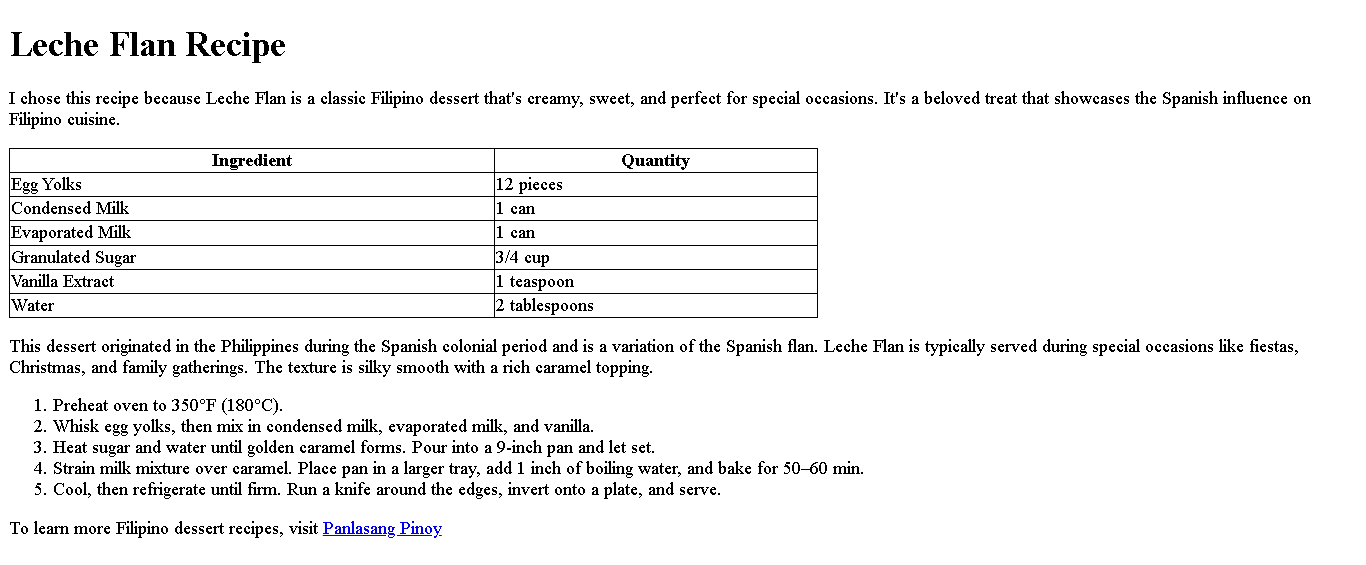 Leche Flan Recipe
I chose this recipe because Leche Flan is a classic Filipino dessert that's creamy, sweet, and perfect for special occasions. It's a beloved treat that showcases the Spanish influence on
Filipino cuisine.
Ingredient Quantity
Egg Yolks 12 pieces
Condensed Milk 1 can
Evaporated Milk 1 can
Granulated Sugar 3/4 cup
Vanilla Extract 1 teaspoon
Water 2 tablespoons
This dessert originated in the Philippines during the Spanish colonial period and is a variation of the Spanish flan. Leche Flan is typically served during special occasions like fiestas,
Christmas, and family gatherings. The texture is silky smooth with a rich caramel topping.
1. Preheat oven to 350°F (180°C).
2. Whisk egg yolks, then mix in condensed milk, evaporated milk, and vanilla.
3. Heat sugar and water until golden caramel forms. Pour into a 9-inch pan and let set.
4. Strain milk mixture over caramel. Place pan in a larger tray, add 1 inch of boiling water, and bake for 50–60 min.
5. Cool, then refrigerate until firm. Run a knife around the edges, invert onto a plate, and serve.
To learn more Filipino dessert recipes, visit Panlasang Pinoy